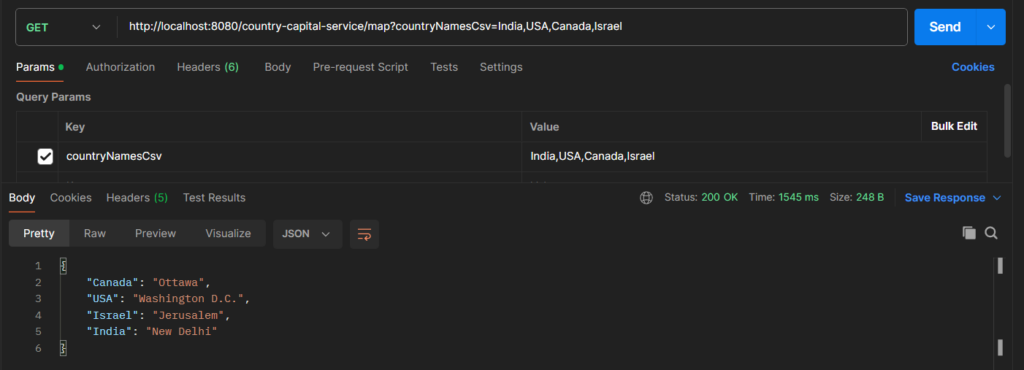 GET http://localhost:8080/country-capital-service/map?countryNamesCsv=India,USA,Canada,Israel Send
Params Authorization Headers (6) Body Pre-request Script Tests Settings Cookies
Query Params
Key Value Bulk Edit
countryNamesCsv India,USA,Canada,Israel
Body Cookies Headers (5) Test Results Status: 200 OK Time: 1545 ms Size: 248 B Save Response
Pretty Raw Preview Visualize JSON
1 {
2 "Canada": "Ottawa",
3 "USA": "Washington D.C.",
4 "Israel": "Jerusalem",
5 "India": "New Delhi"
6 }